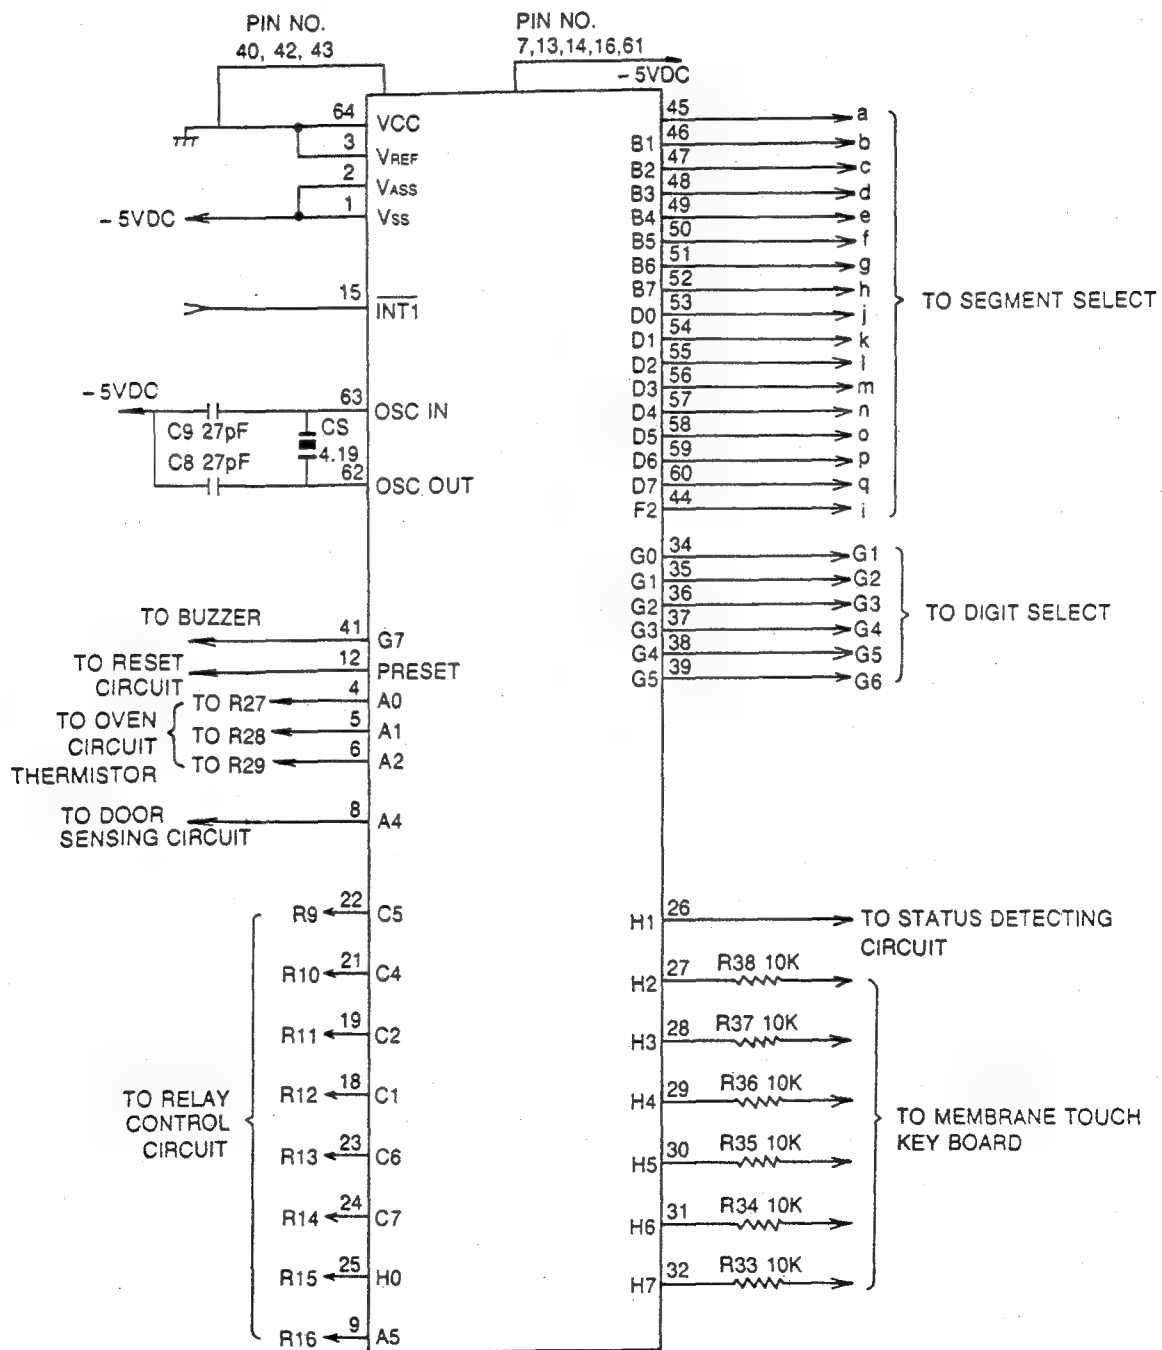 PIN NO.
40, 42, 43
PIN NO.
7,13,14,16,61
– 5VDC
64 VCC
3 VREF
2 VASS
1 VSS
– 5VDC
15 INT1
– 5VDC
63 OSC IN
C9 27pF
CS
4.19
C8 27pF
62 OSC OUT
TO BUZZER
41 G7
TO RESET
CIRCUIT
12 PRESET
TO R27 4 A0
TO R28 5 A1
TO R29 6 A2
TO OVEN
CIRCUIT
THERMISTOR
TO DOOR
SENSING CIRCUIT
8 A4
R9 22 C5
R10 21 C4
R11 19 C2
R12 18 C1
R13 23 C6
R14 24 C7
R15 25 H0
R16 9 A5
TO RELAY
CONTROL
CIRCUIT
45 a
B1 46 b
B2 47 c
B3 48 d
B4 49 e
B5 50 f
B6 51 g
B7 52 h
D0 53 j
D1 54 k
D2 55 l
D3 56 m
D4 57 n
D5 58 o
D6 59 p
D7 60 q
F2 44 i
TO SEGMENT SELECT
G0 34 G1
G1 35 G2
G2 36 G3
G3 37 G4
G4 38 G5
G5 39 G6
TO DIGIT SELECT
H1 26 TO STATUS DETECTING
CIRCUIT
H2 27 R38 10K
H3 28 R37 10K
H4 29 R36 10K
H5 30 R35 10K
H6 31 R34 10K
H7 32 R33 10K
TO MEMBRANE TOUCH
KEY BOARD